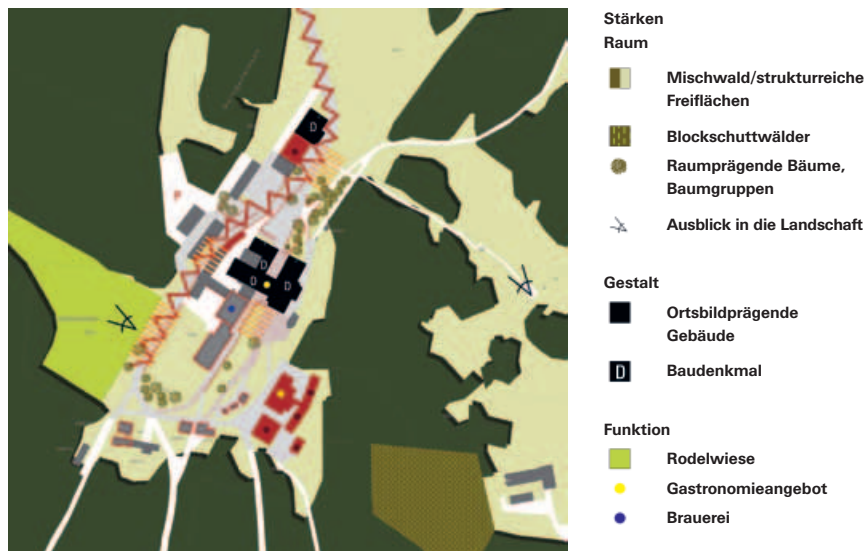 Stärken
Raum
Mischwald/strukturreiche
Freiflächen
Blockschuttwälder
Raumprägende Bäume,
Baumgruppen
Ausblick in die Landschaft
Gestalt
Ortsbildprägende
Gebäude
D
Baudenkmal
Funktion
Rodelwiese
Gastronomieangebot
Brauerei
D
D
D
D